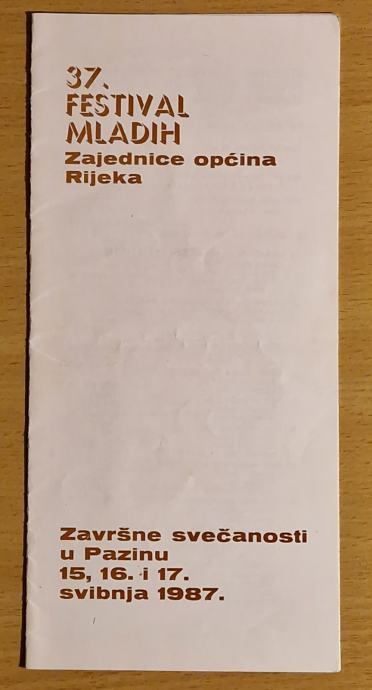 37.
FESTIVAL
MLADIH
Zajednice općina
Rijeka
Završne svečanosti
u Pazinu
15, 16. i 17.
svibnja 1987.